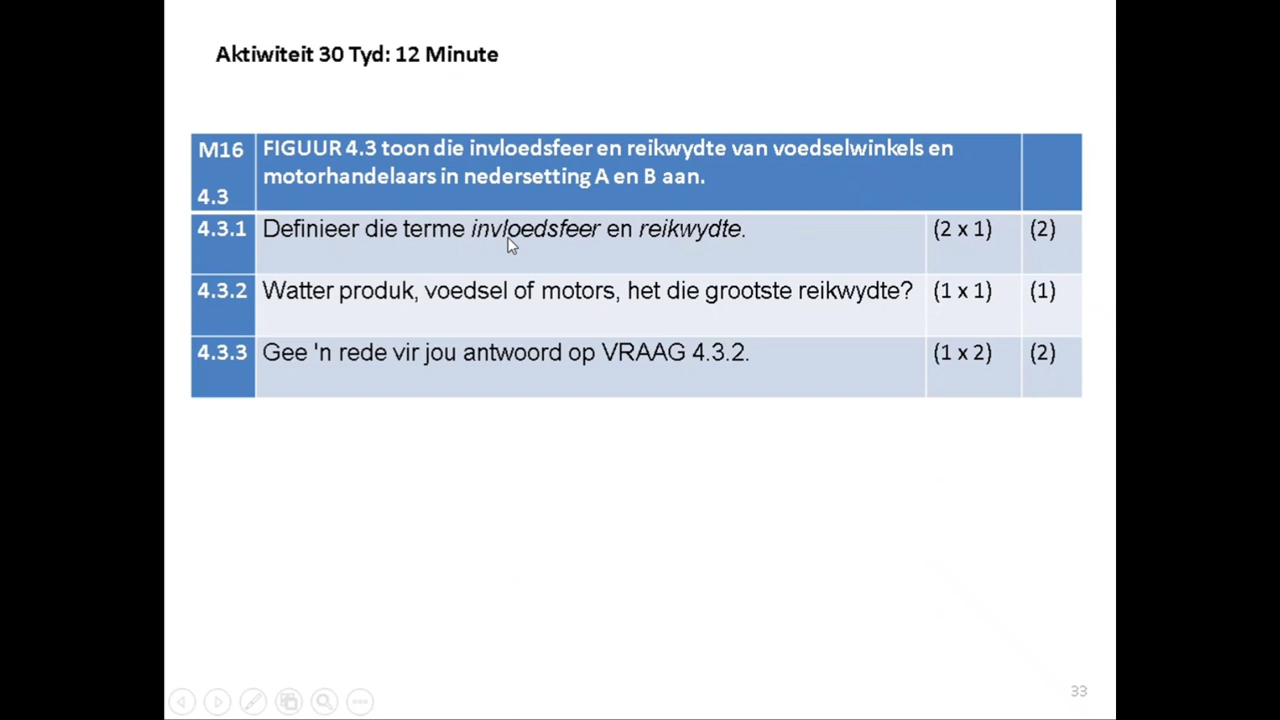 Aktiwiteit 30 Tyd: 12 Minute
M16
4.3
FIGUUR 4.3 toon die invloedsfeer en reikwydte van voedselwinkels en
motorhandelaars in nedersetting A en B aan.
4.3.1 Definieer die terme invloedsfeer en reikwydte. (2 x 1) (2)
4.3.2 Watter produk, voedsel of motors, het die grootste reikwydte? (1 x 1) (1)
4.3.3 Gee 'n rede vir jou antwoord op VRAAG 4.3.2. (1 x 2) (2)
33